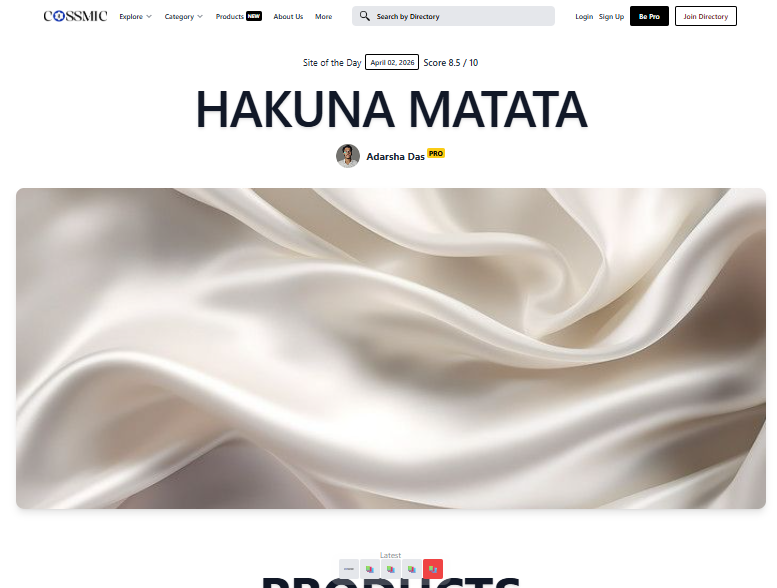 COSSMIC Explore Category Products NEW About Us More Search by Directory Login Sign Up Be Pro Join Directory
Site of the Day April 02, 2026 Score 8.5 / 10
HAKUNA MATATA
Adarsha Das PRO
Latest
PRODUCTS